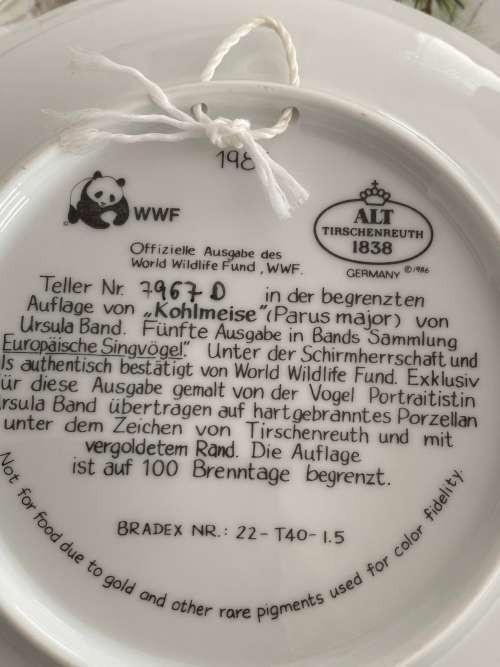 198
WWF
ALT
TIRSCHENREUTH
1838
GERMANY © 1986
Offizielle Ausgabe des
World Wildlife Fund, WWF.
Teller Nr. 7967 D in der begrenzten
Auflage von „Kohlmeise" (Parus major) von
Ursula Band. Fünfte Ausgabe in Bands Sammlung
Europäische Singvögel." Unter der Schirmherrschaft und
ls authentisch bestätigt von World Wildlife Fund. Exklusiv
ür diese Ausgabe gemalt von der Vogel Portraitistin
rsula Band übertragen auf hartgebranntes Porzellan
unter dem Zeichen von Tirschenreuth und mit
vergoldetem Rand. Die Auflage
ist auf 100 Brenntage begrenzt.
BRADEX NR.: 22-T40-1.5
Not for food due to gold and other rare pigments used for color fidelity.